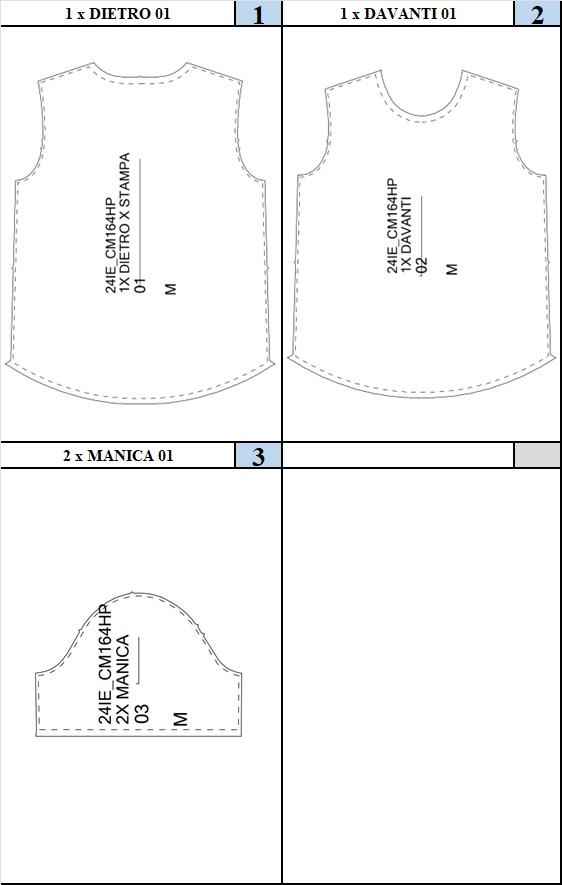 1 x DIETRO 01
1
1 x DAVANTI 01
2
24IE_CM164HP
1X DIETRO X STAMPA
01
M
24IE_CM164HP
1X DAVANTI
02
M
2 x MANICA 01
3
24IE_CM164HP
2X MANICA
03
M